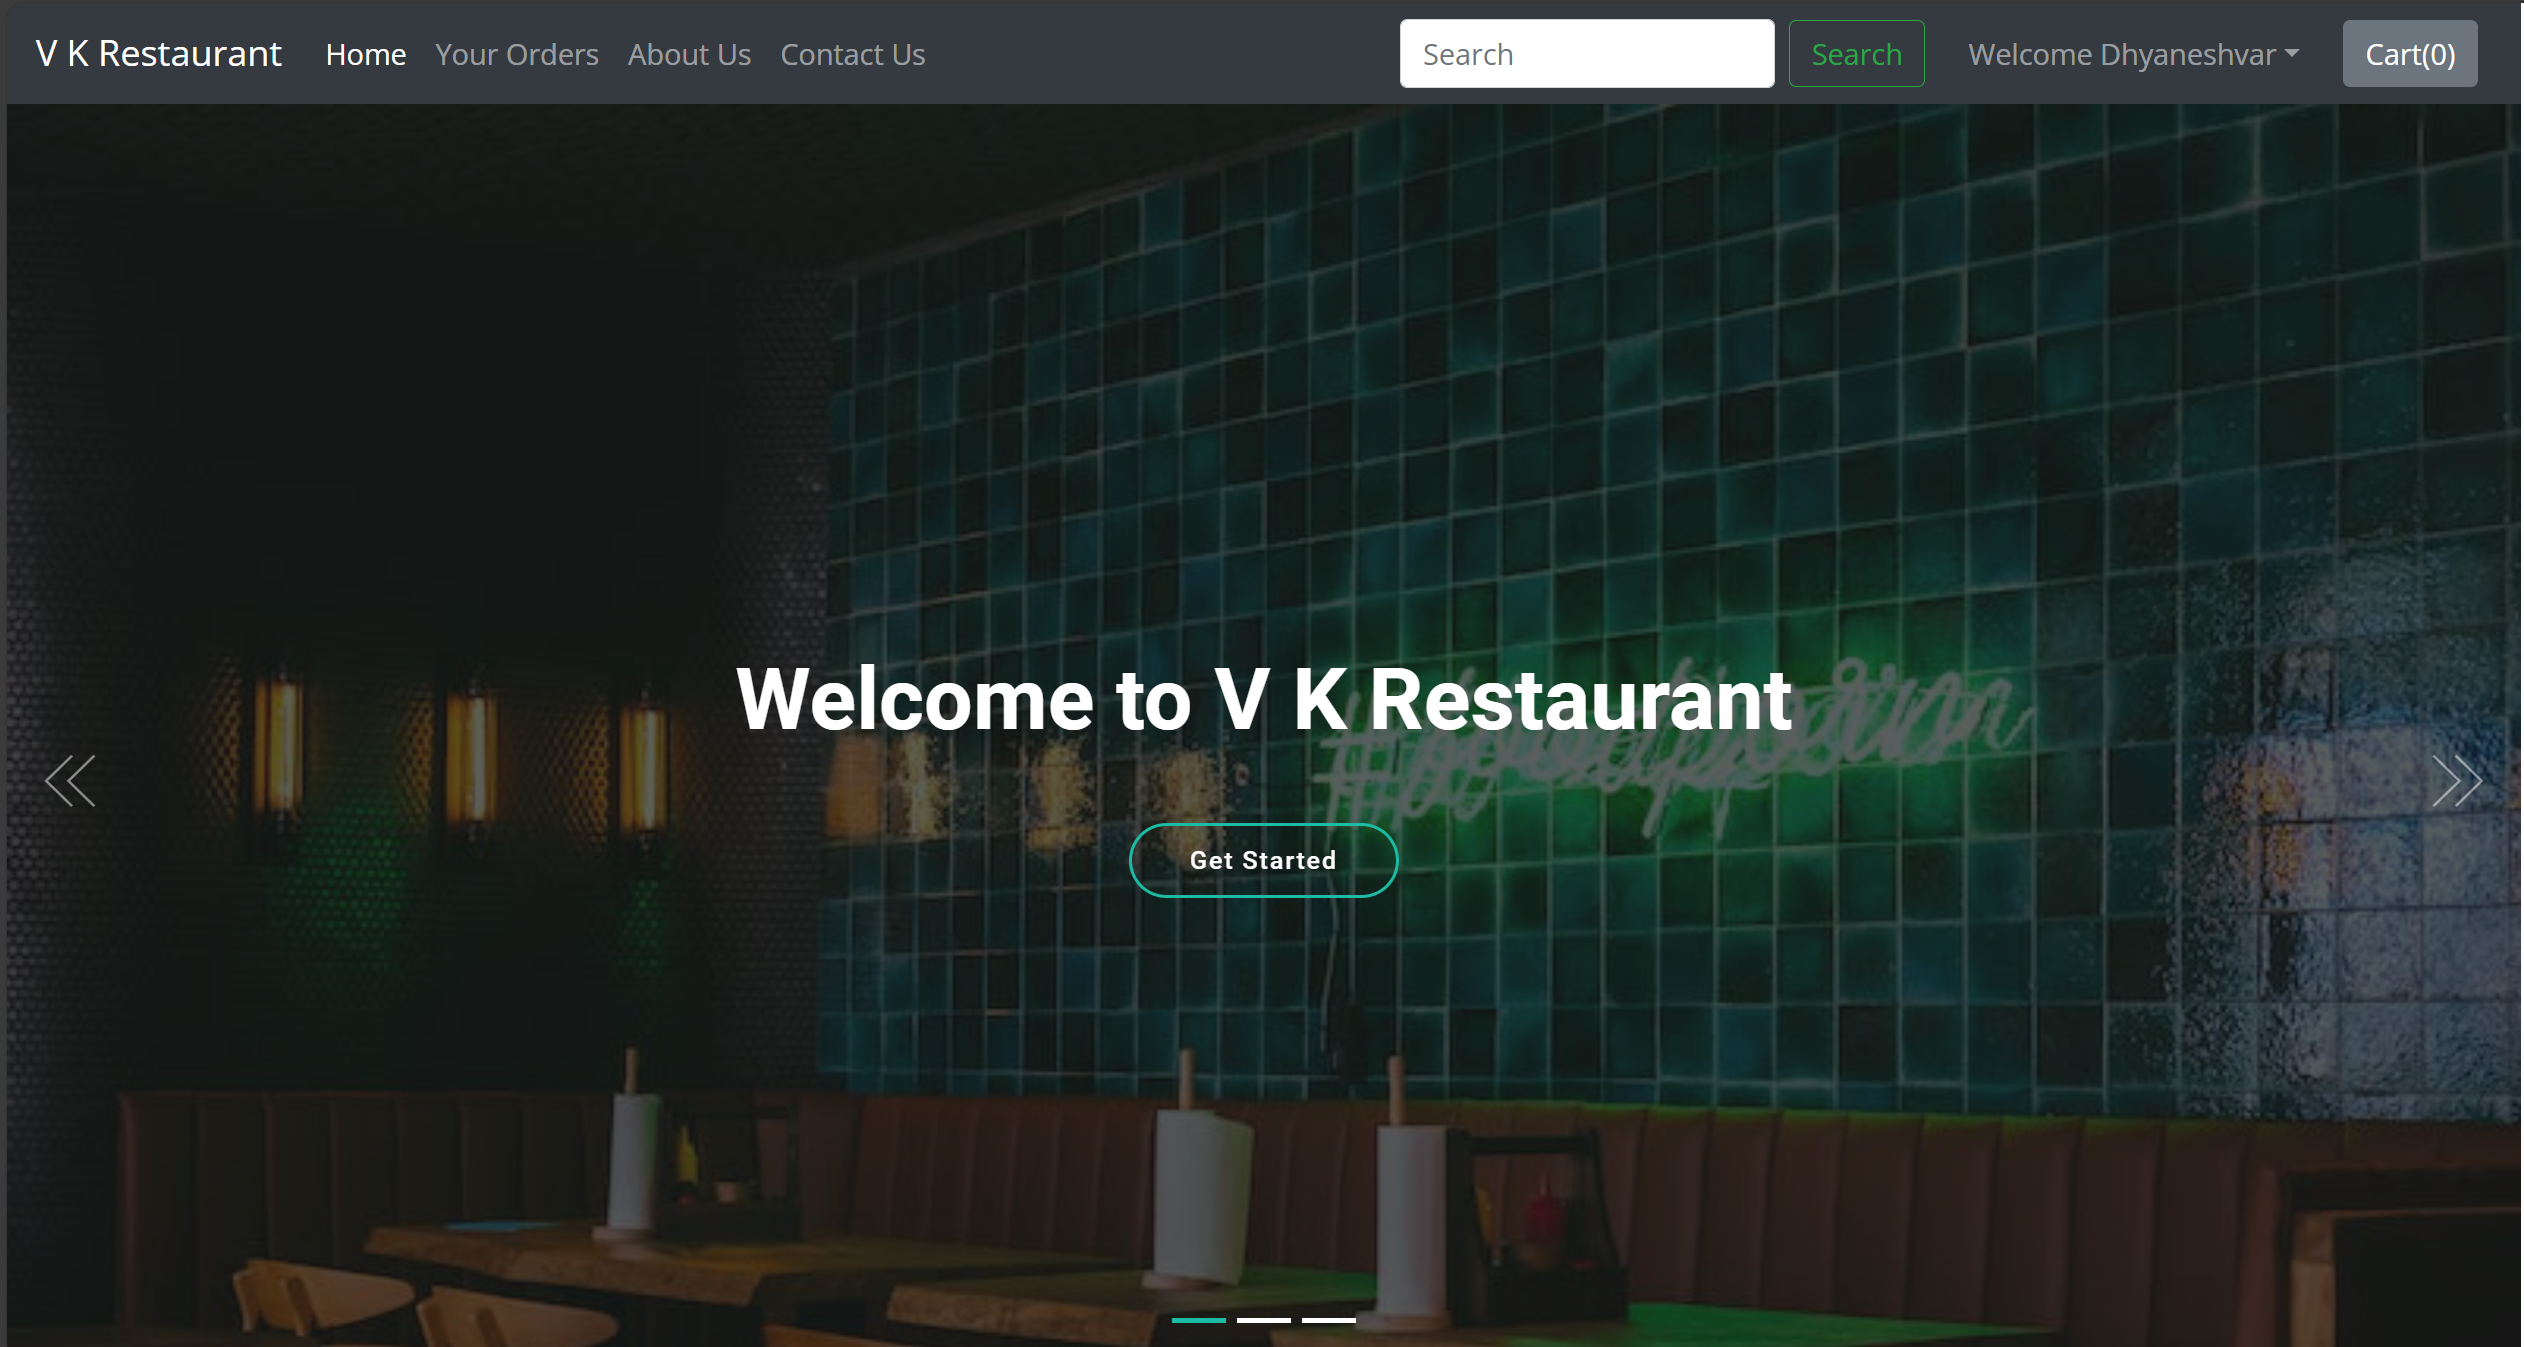 V K Restaurant Home Your Orders About Us Contact Us Search Search Welcome Dhyaneshvar Cart(0)
Welcome to V K Restaurant
Get Started